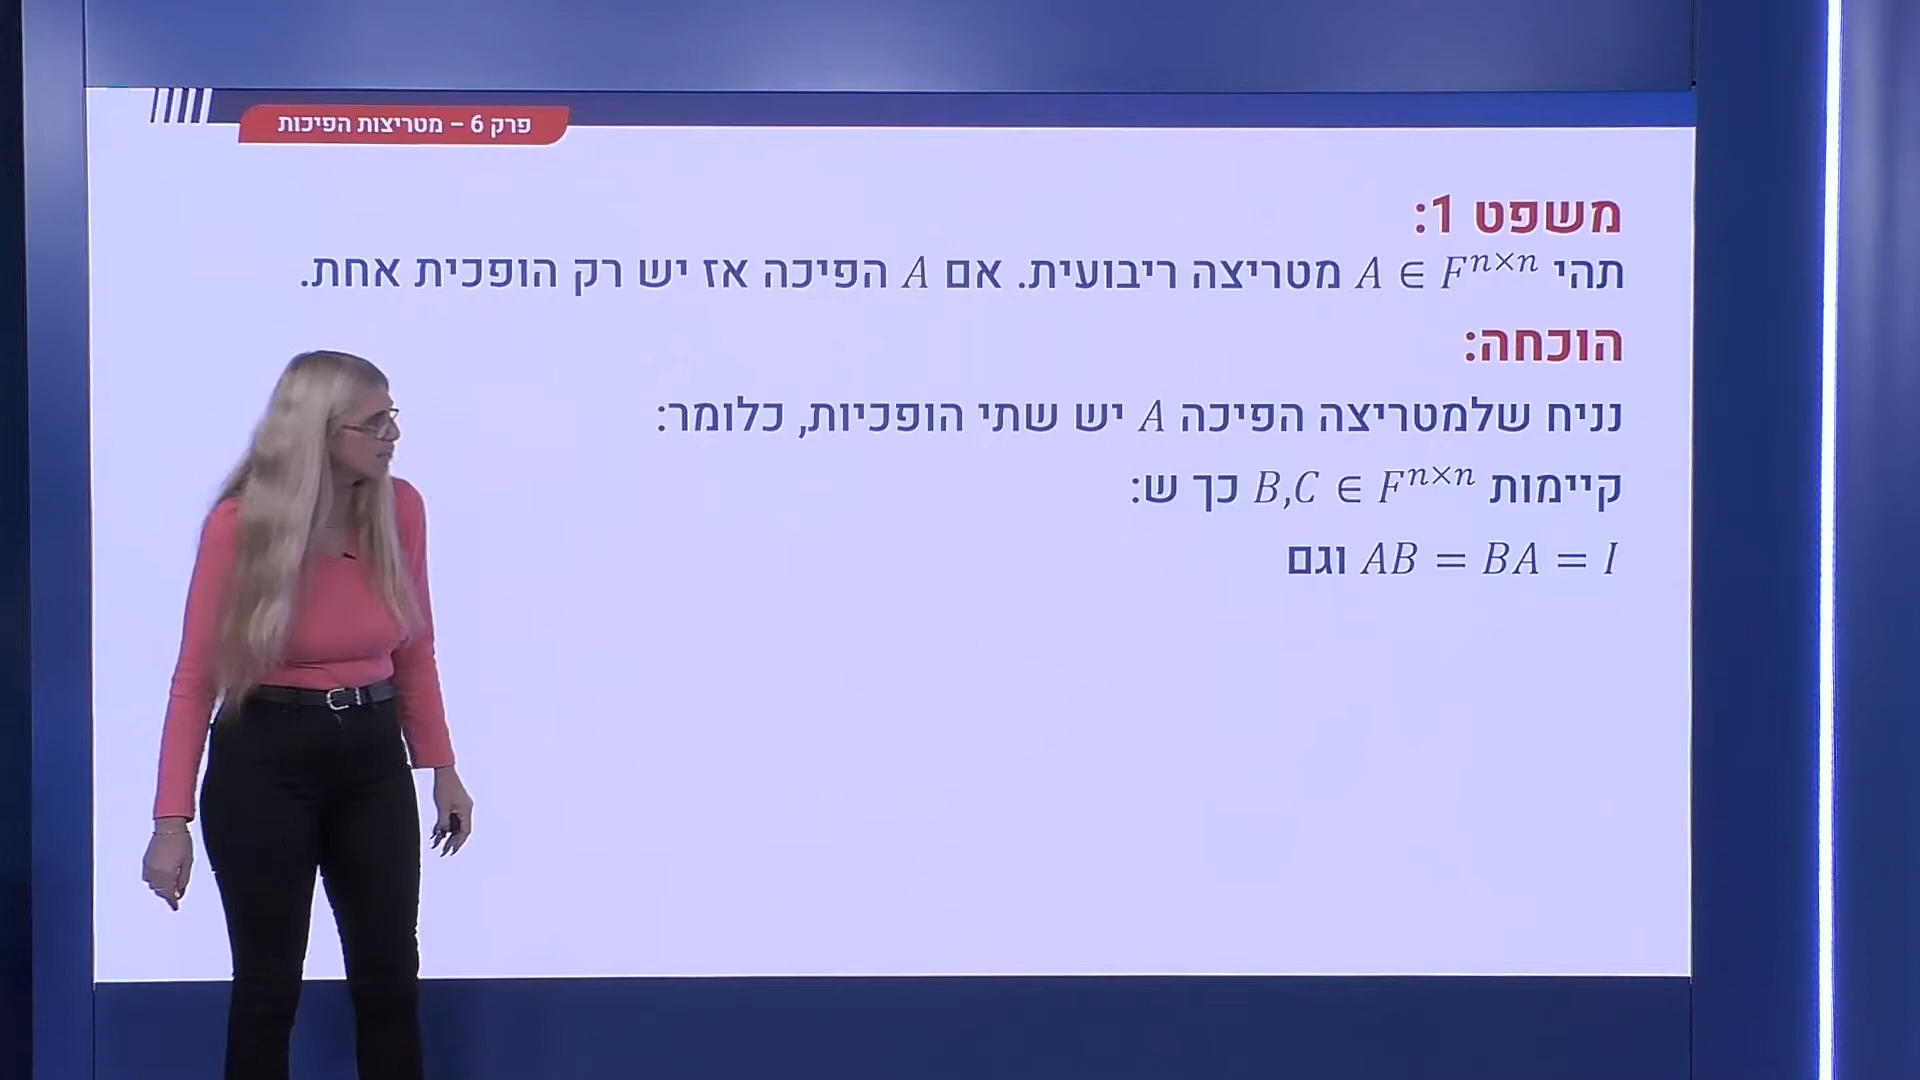 פרק 6 – מטריצות הפיכות
משפט 1:
תהי A ∈ F^{n×n} מטריצה ריבועית. אם A הפיכה אז יש רק הופכית אחת.
הוכחה:
נניח שלמטריצה הפיכה A יש שתי הופכיות, כלומר:
קיימות B,C ∈ F^{n×n} כך ש:
AB = BA = I וגם